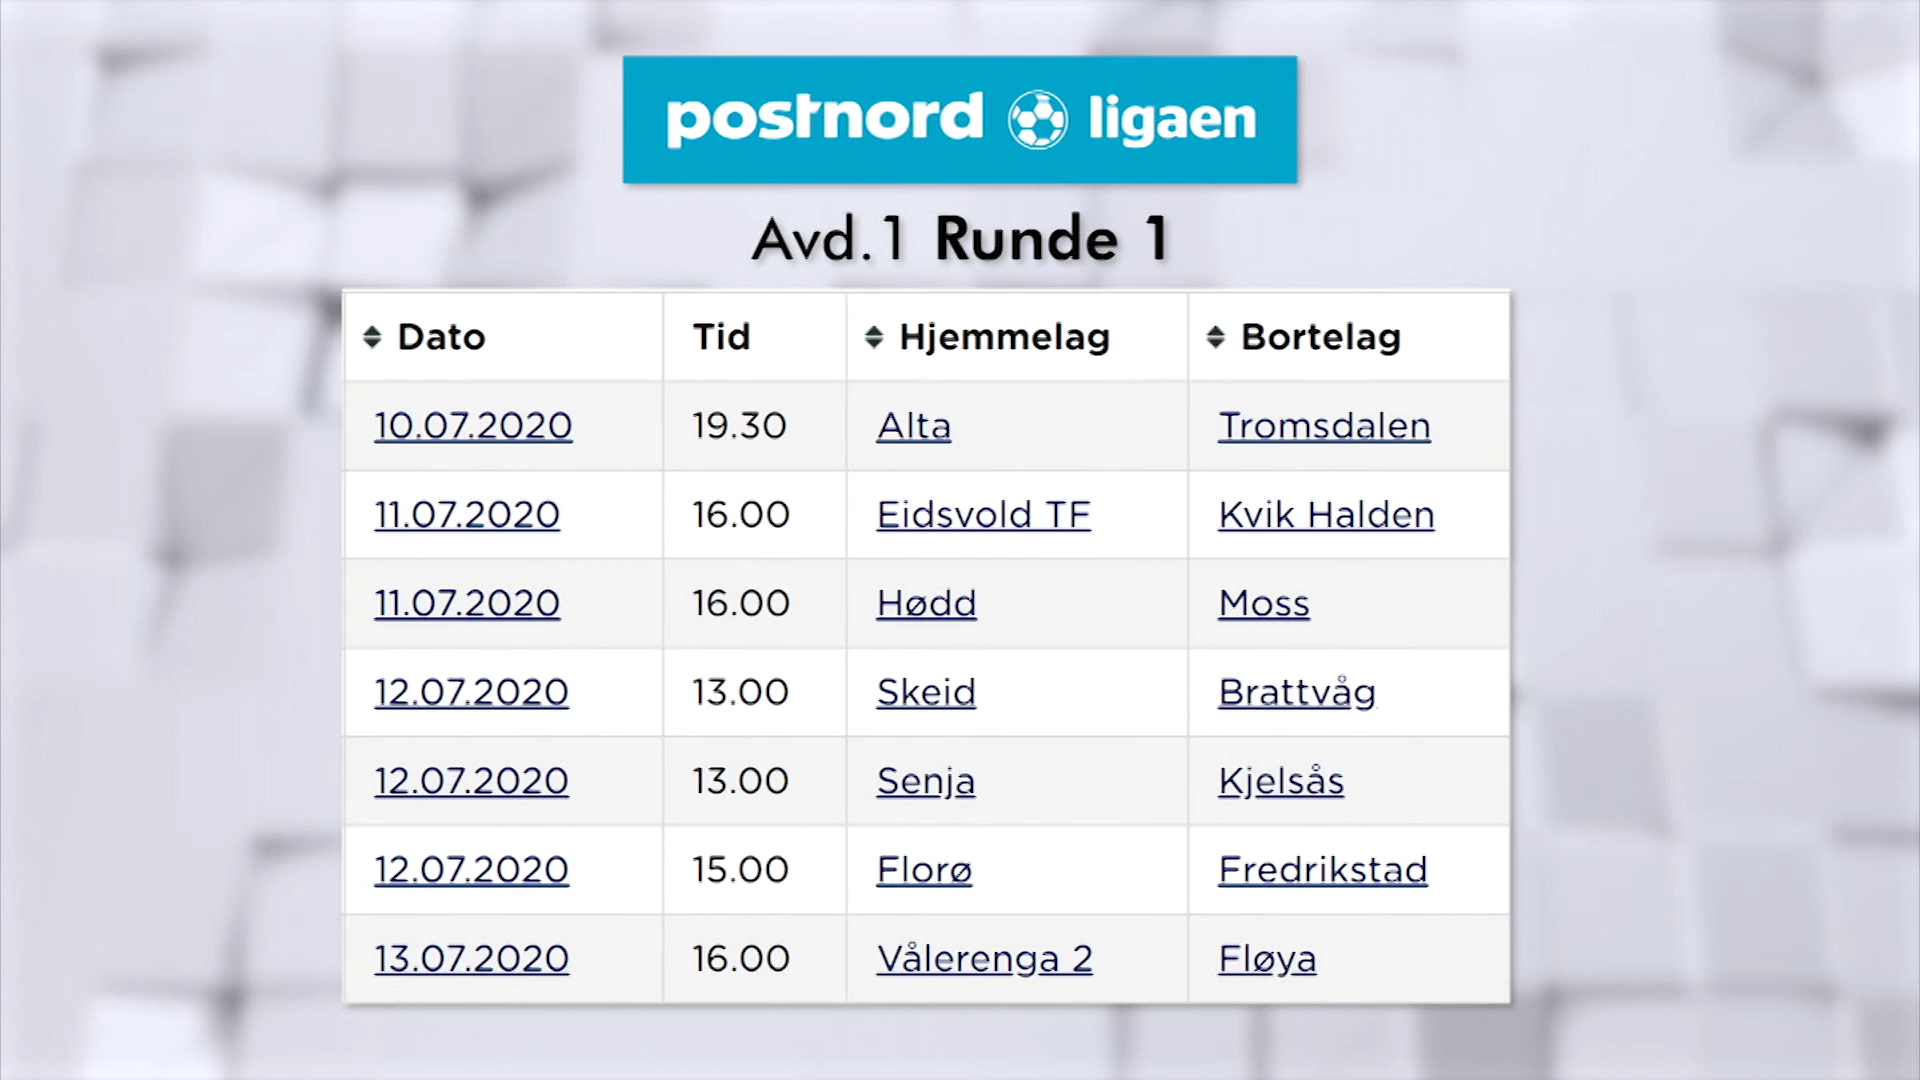 postnord ligaen
Avd.1 Runde 1
Dato Tid Hjemmelag Bortelag
10.07.2020 19.30 Alta Tromsdalen
11.07.2020 16.00 Eidsvold TF Kvik Halden
11.07.2020 16.00 Hødd Moss
12.07.2020 13.00 Skeid Brattvåg
12.07.2020 13.00 Senja Kjelsås
12.07.2020 15.00 Florø Fredrikstad
13.07.2020 16.00 Vålerenga 2 Fløya